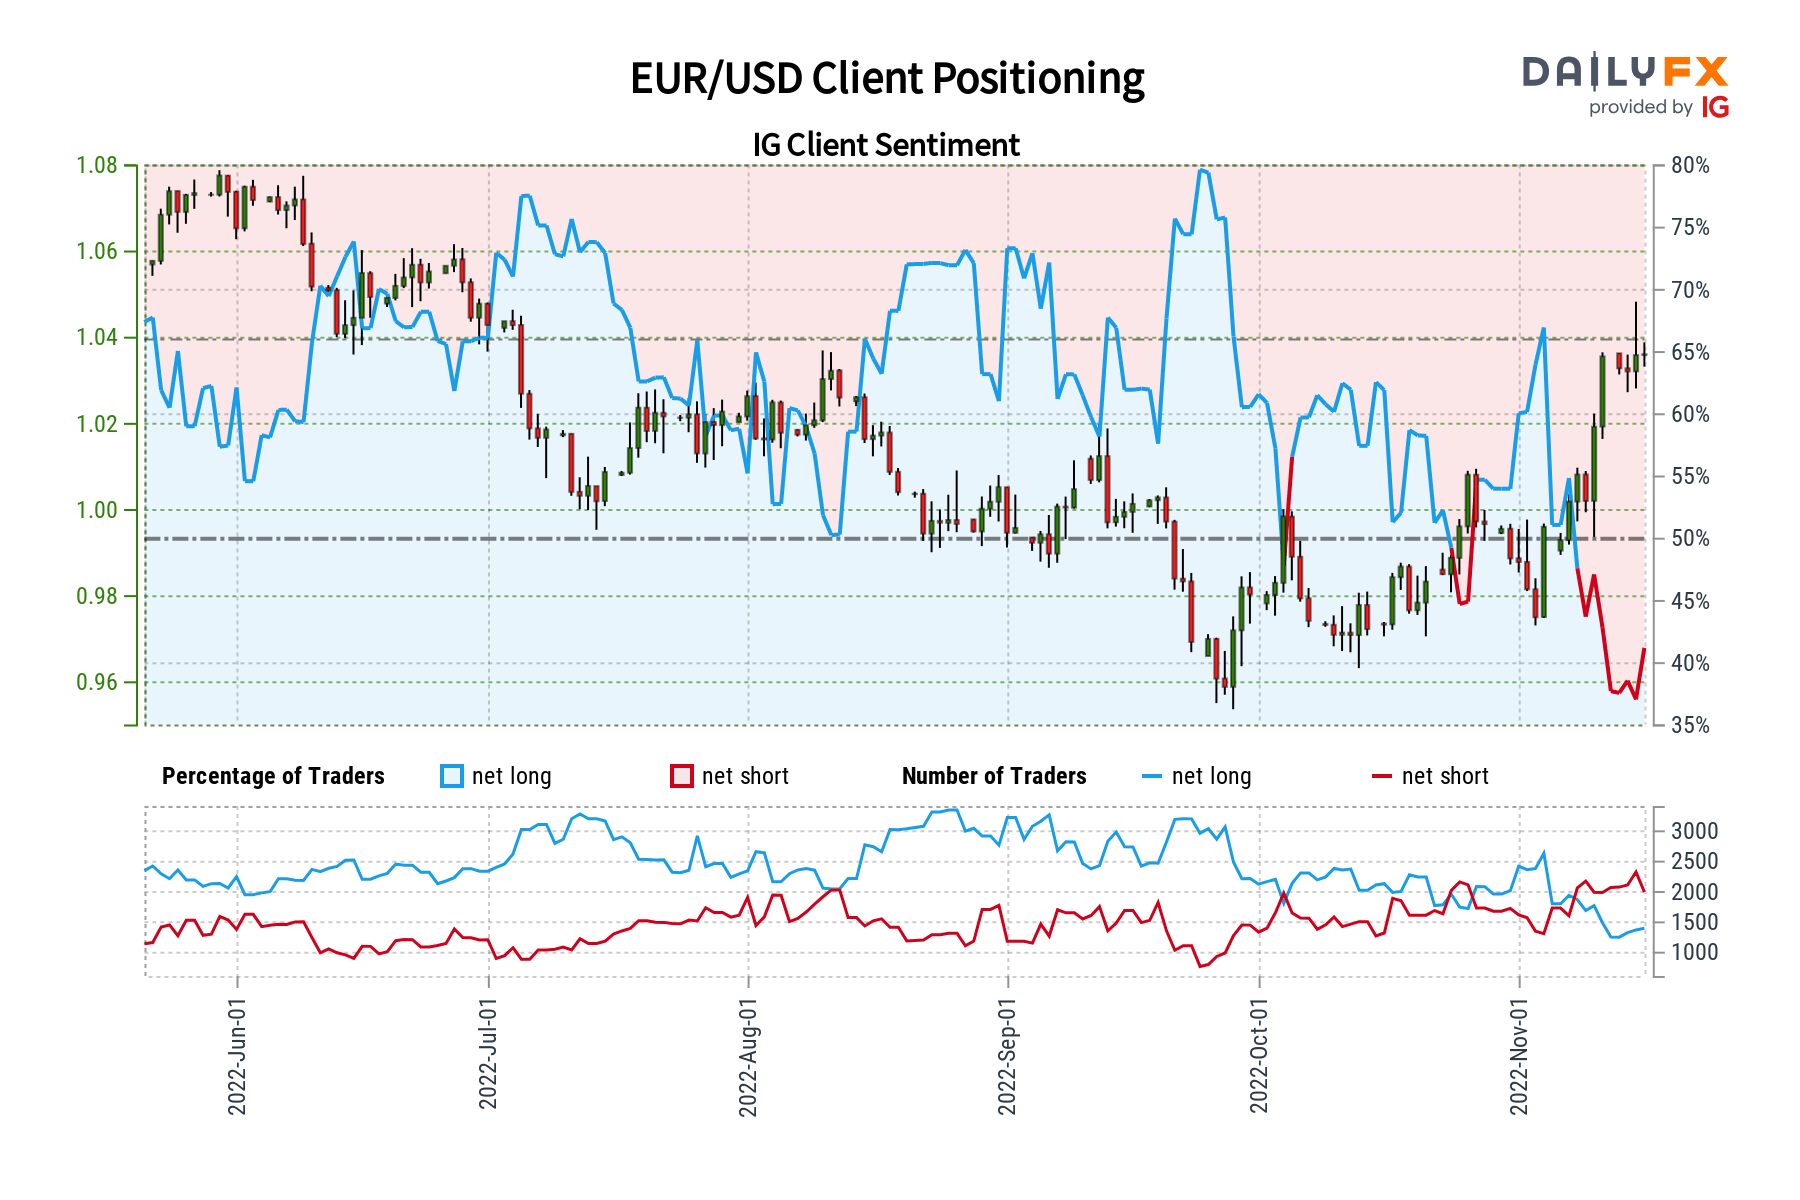 EUR/USD Client Positioning
DAILYFX
provided by IG
IG Client Sentiment
1.08
1.06
1.04
1.02
1.00
0.98
0.96
80%
75%
70%
65%
60%
55%
50%
45%
40%
35%
Percentage of Traders net long net short Number of Traders net long net short
3000
2500
2000
1500
1000
2022-Jun-01
2022-Jul-01
2022-Aug-01
2022-Sep-01
2022-Oct-01
2022-Nov-01